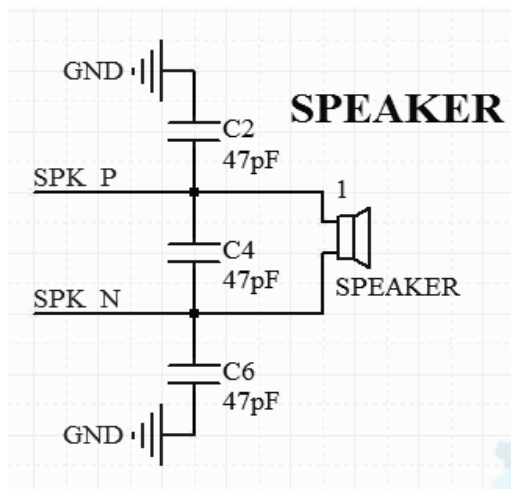 GND
SPEAKER
C2
47pF
SPK_P
1
C4
47pF
SPEAKER
SPK_N
C6
47pF
GND